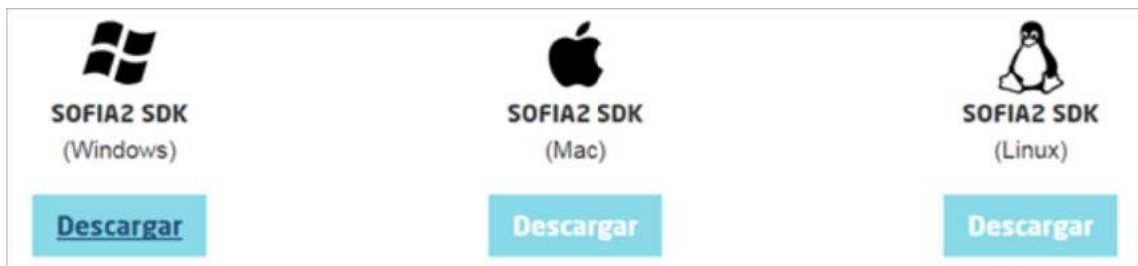 SOFIA2 SDK
(Windows)
Descargar
SOFIA2 SDK
(Mac)
Descargar
SOFIA2 SDK
(Linux)
Descargar